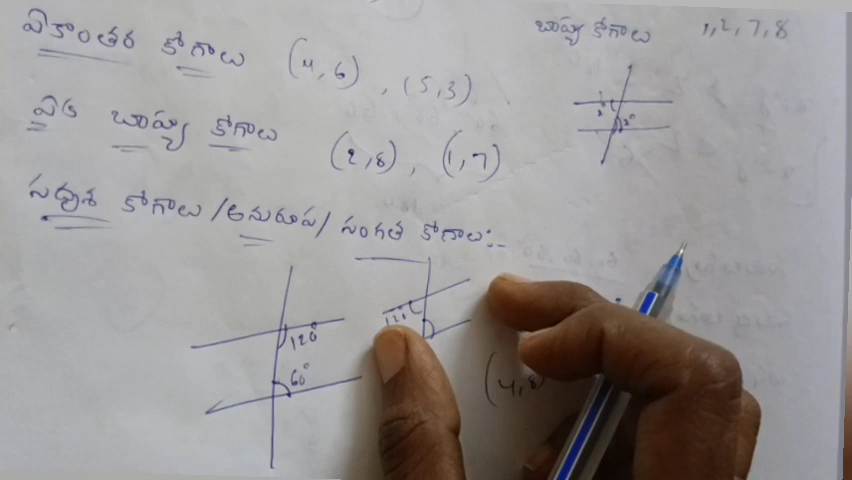 ఏకాంతర కోణాలు (4,6), (5,3)
బాహ్య కోణాలు 1,2,7,8
ఏక బాహ్య కోణాలు (2,8), (1,7)
సదృశ కోణాలు /అనురూప/ సంగత కోణాలు:-
120°
60°
(4,8